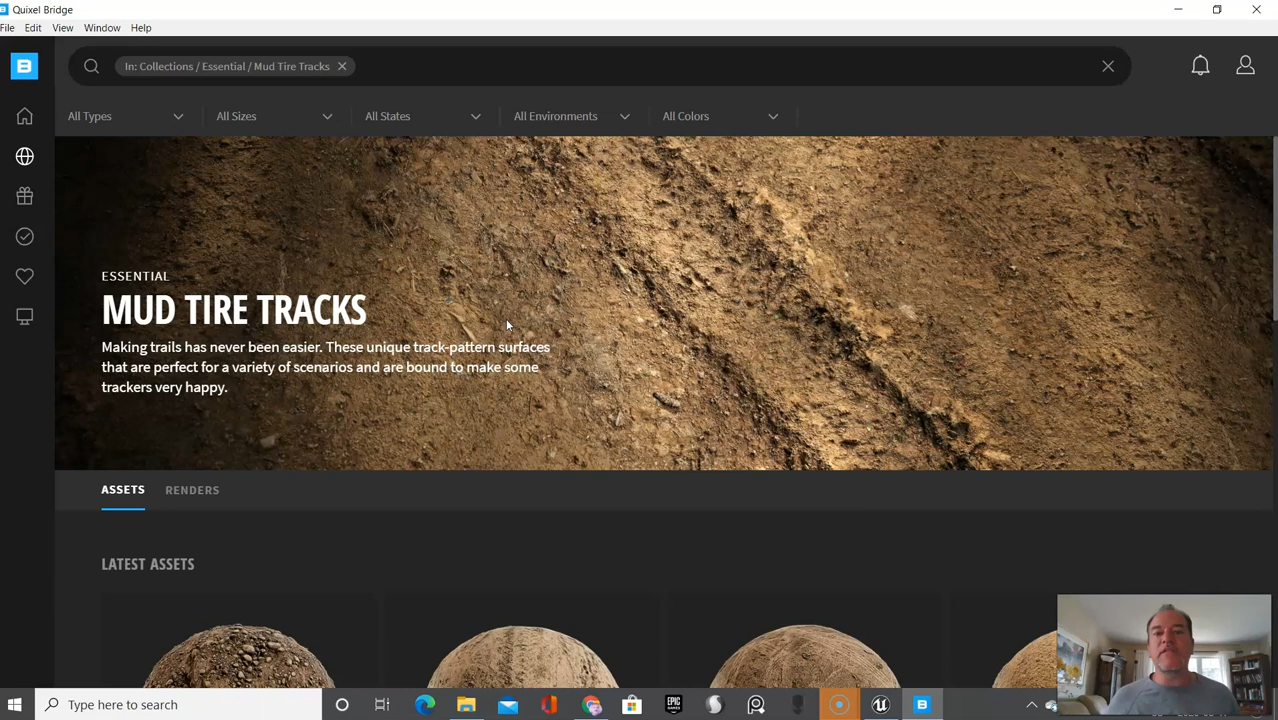 Quixel Bridge
File Edit View Window Help
In: Collections / Essential / Mud Tire Tracks
All Types All Sizes All States All Environments All Colors
ESSENTIAL
MUD TIRE TRACKS
Making trails has never been easier. These unique track-pattern surfaces
that are perfect for a variety of scenarios and are bound to make some
trackers very happy.
ASSETS RENDERS
LATEST ASSETS
Type here to search
EPIC
GAMES